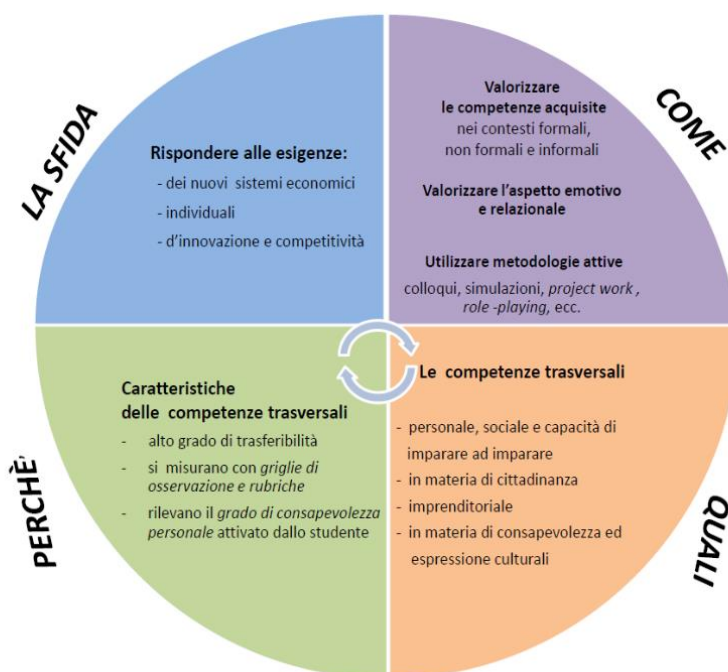 LA SFIDA
Rispondere alle esigenze:
- dei nuovi sistemi economici
- individuali
- d'innovazione e competitività
COME
Valorizzare
le competenze acquisite
nei contesti formali,
non formali e informali
Valorizzare l'aspetto emotivo
e relazionale
Utilizzare metodologie attive
colloqui, simulazioni, project work ,
role -playing, ecc.
PERCHÈ
Caratteristiche
delle competenze trasversali
- alto grado di trasferibilità
- si misurano con griglie di
osservazione e rubriche
- rilevano il grado di consapevolezza
personale attivato dallo studente
QUALI
Le competenze trasversali
- personale, sociale e capacità di
imparare ad imparare
- in materia di cittadinanza
- imprenditoriale
- in materia di consapevolezza ed
espressione culturali